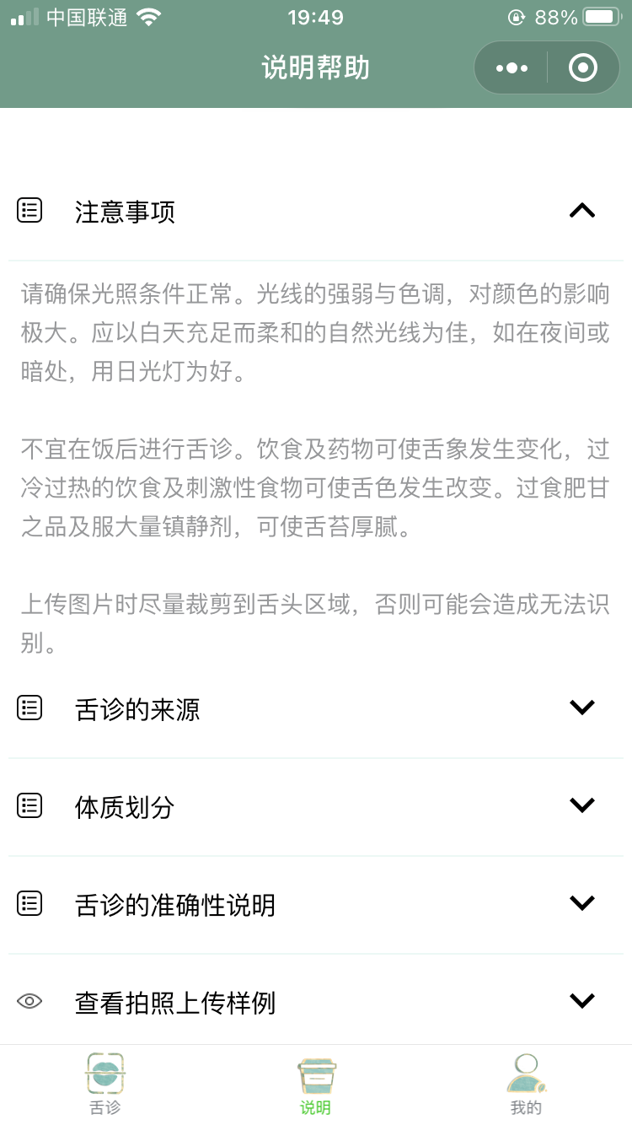 中国联通 19:49 88%
说明帮助
注意事项
请确保光照条件正常。光线的强弱与色调，对颜色的影响
极大。应以白天充足而柔和的自然光线为佳，如在夜间或
暗处，用日光灯为好。
不宜在饭后进行舌诊。饮食及药物可使舌象发生变化，过
冷过热的饮食及刺激性食物可使舌色发生改变。过食肥甘
之品及服大量镇静剂，可使舌苔厚腻。
上传图片时尽量裁剪到舌头区域，否则可能会造成无法识
别。
舌诊的来源
体质划分
舌诊的准确性说明
查看拍照上传样例
舌诊 说明 我的